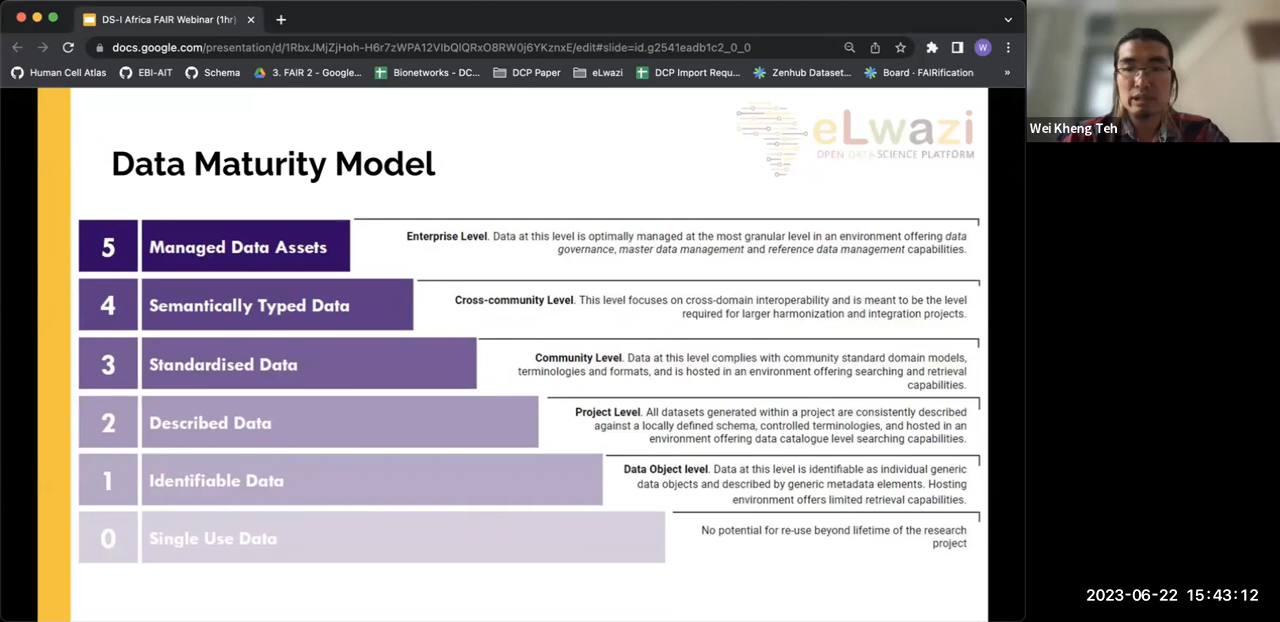 DS-I Africa FAIR Webinar (1hr)
docs.google.com/presentation/d/1RbxJMjZjHoh-H6r7zWPA12VIbQIQRxO8RW0j6YKznxE/edit#slide=id.g2541eadb1c2_0_0
W
Human Cell Atlas
EBI-AIT
Schema
3. FAIR 2 - Google...
Bionetworks - DC...
DCP Paper
eLwazi
DCP Import Requ...
Zenhub Dataset...
Board · FAIRification
»
Wei Kheng Teh
eLwazi
OPEN DATA SCIENCE PLATFORM
Data Maturity Model
5 Managed Data Assets
Enterprise Level. Data at this level is optimally managed at the most granular level in an environment offering data
governance, master data management and reference data management capabilities.
4 Semantically Typed Data
Cross-community Level. This level focuses on cross-domain interoperability and is meant to be the level
required for larger harmonization and integration projects.
3 Standardised Data
Community Level. Data at this level complies with community standard domain models,
terminologies and formats, and is hosted in an environment offering searching and retrieval
capabilities.
2 Described Data
Project Level. All datasets generated within a project are consistently described
against a locally defined schema, controlled terminologies, and hosted in an
environment offering data catalogue level searching capabilities.
1 Identifiable Data
Data Object level. Data at this level is identifiable as individual generic
data objects and described by generic metadata elements. Hosting
environment offers limited retrieval capabilities.
0 Single Use Data
No potential for re-use beyond lifetime of the research
project
2023-06-22 15:43:12